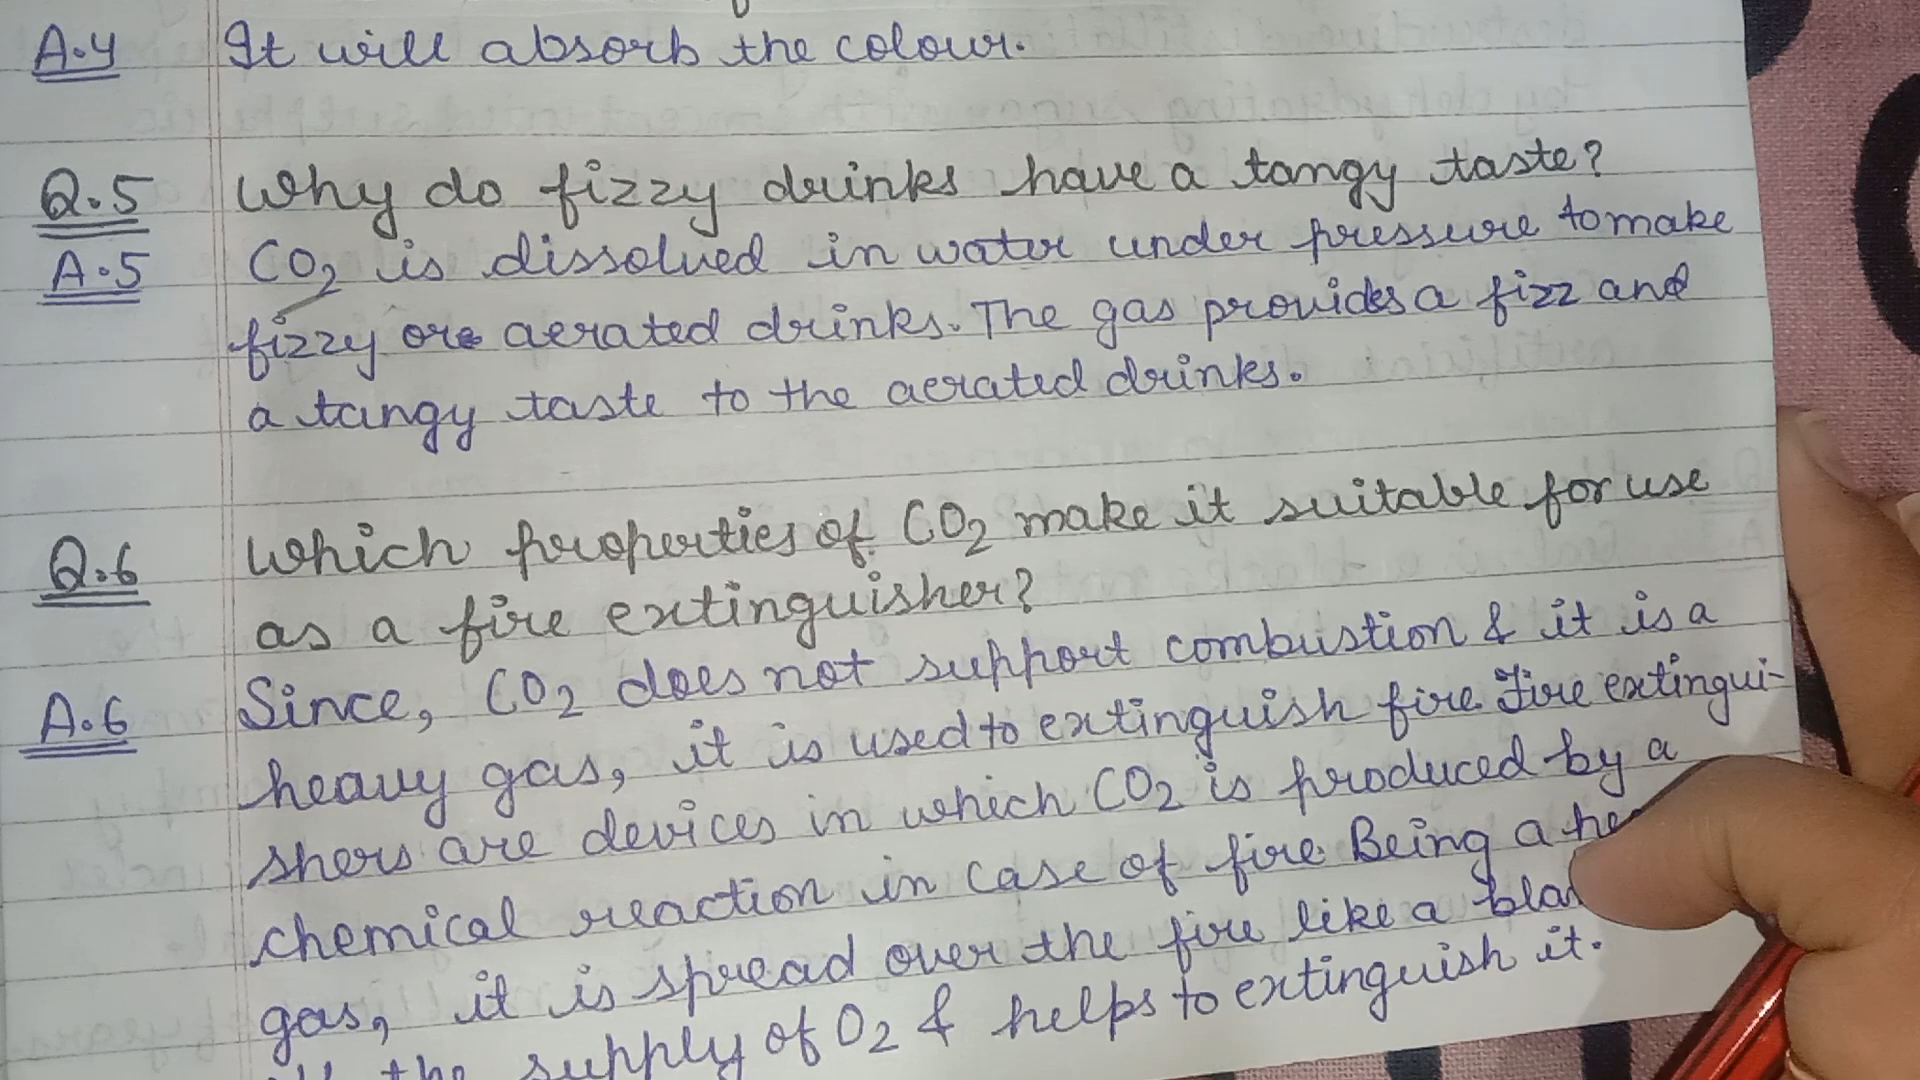 A.4 It will absorb the colour.
Q.5 Why do fizzy drinks have a tangy taste?
A.5 CO2 is dissolved in water under pressure to make
fizzy ore aerated drinks. The gas provides a fizz and
a tangy taste to the aerated drinks.
Q.6 Which properties of CO2 make it suitable for use
as a fire extinguisher?
A.6 Since, CO2 does not support combustion & it is a
heavy gas, it is used to extinguish fire. Fire extingui-
shers are devices in which CO2 is produced by a
chemical reaction in case of fire. Being a
gas, it is spread over the fire like a
the supply of O2 & helps to extinguish it.